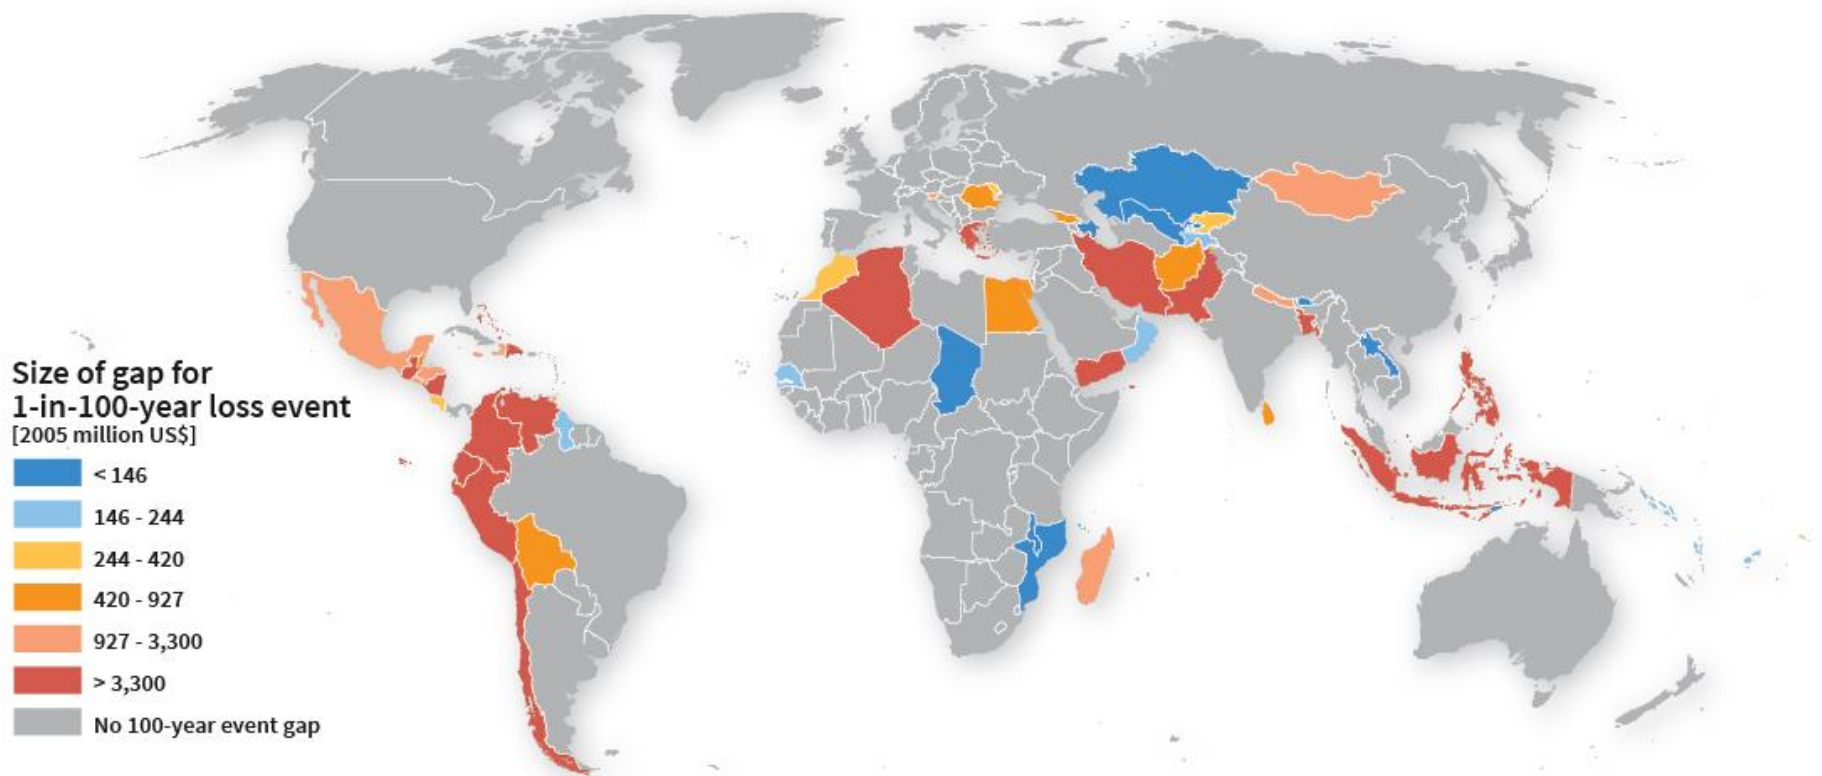 Size of gap for
1-in-100-year loss event
[2005 million US$]
< 146
146 - 244
244 - 420
420 - 927
927 - 3,300
> 3,300
No 100-year event gap